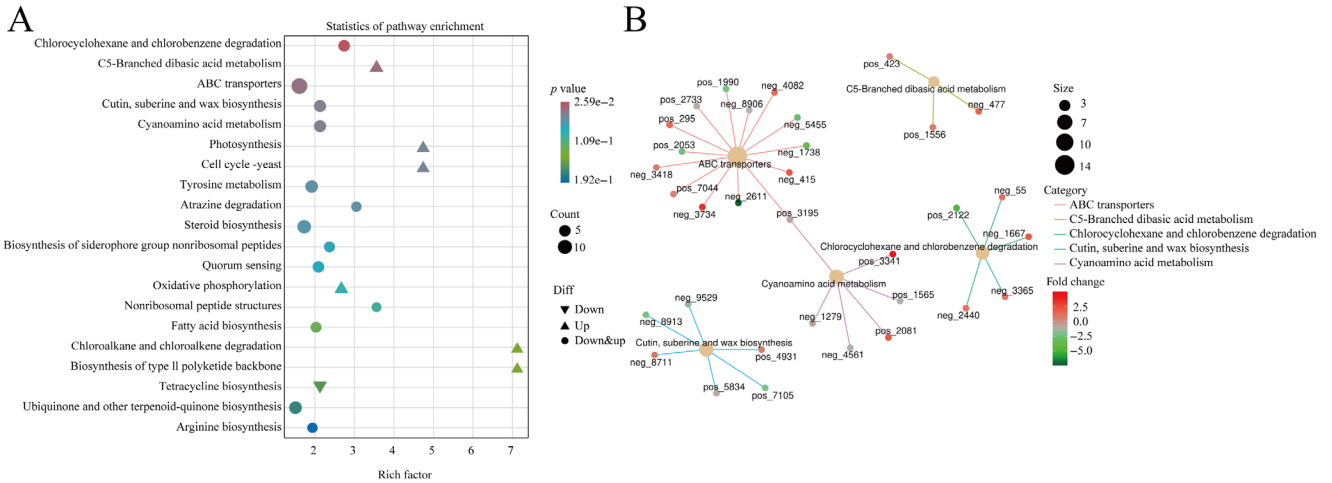 A
Statistics of pathway enrichment
Chlorocyclohexane and chlorobenzene degradation
C5-Branched dibasic acid metabolism
ABC transporters
Cutin, suberine and wax biosynthesis
Cyanoamino acid metabolism
Photosynthesis
Cell cycle -yeast
Tyrosine metabolism
Atrazine degradation
Steroid biosynthesis
Biosynthesis of siderophore group nonribosomal peptides
Quorum sensing
Oxidative phosphorylation
Nonribosomal peptide structures
Fatty acid biosynthesis
Chloroalkane and chloroalkene degradation
Biosynthesis of type ll polyketide backbone
Tetracycline biosynthesis
Ubiquinone and other terpenoid-quinone biosynthesis
Arginine biosynthesis
2 3 4 5 6 7
Rich factor
p value
2.59e−2
1.09e−1
1.92e−1
Count
5
10
Diff
Down
Up
Down&up
B
pos_423
C5-Branched dibasic acid metabolism
neg_477
pos_1556
pos_1990
neg_4082
pos_2733
neg_8906
pos_295
neg_5455
pos_2053
neg_1738
ABC transporters
neg_3418
neg_415
pos_7044
neg_2611
neg_3734
pos_3195
neg_55
pos_2122
neg_1667
Chlorocyclohexane and chlorobenzene degradation
pos_3341
Cyanoamino acid metabolism
neg_3365
pos_1565
neg_2440
neg_1279
pos_2081
neg_4561
neg_9529
neg_8913
Cutin, suberine and wax biosynthesis
neg_8711
pos_4931
pos_5834
pos_7105
Size
3
7
10
14
Category
ABC transporters
C5-Branched dibasic acid metabolism
Chlorocyclohexane and chlorobenzene degradation
Cutin, suberine and wax biosynthesis
Cyanoamino acid metabolism
Fold change
2.5
0.0
−2.5
−5.0